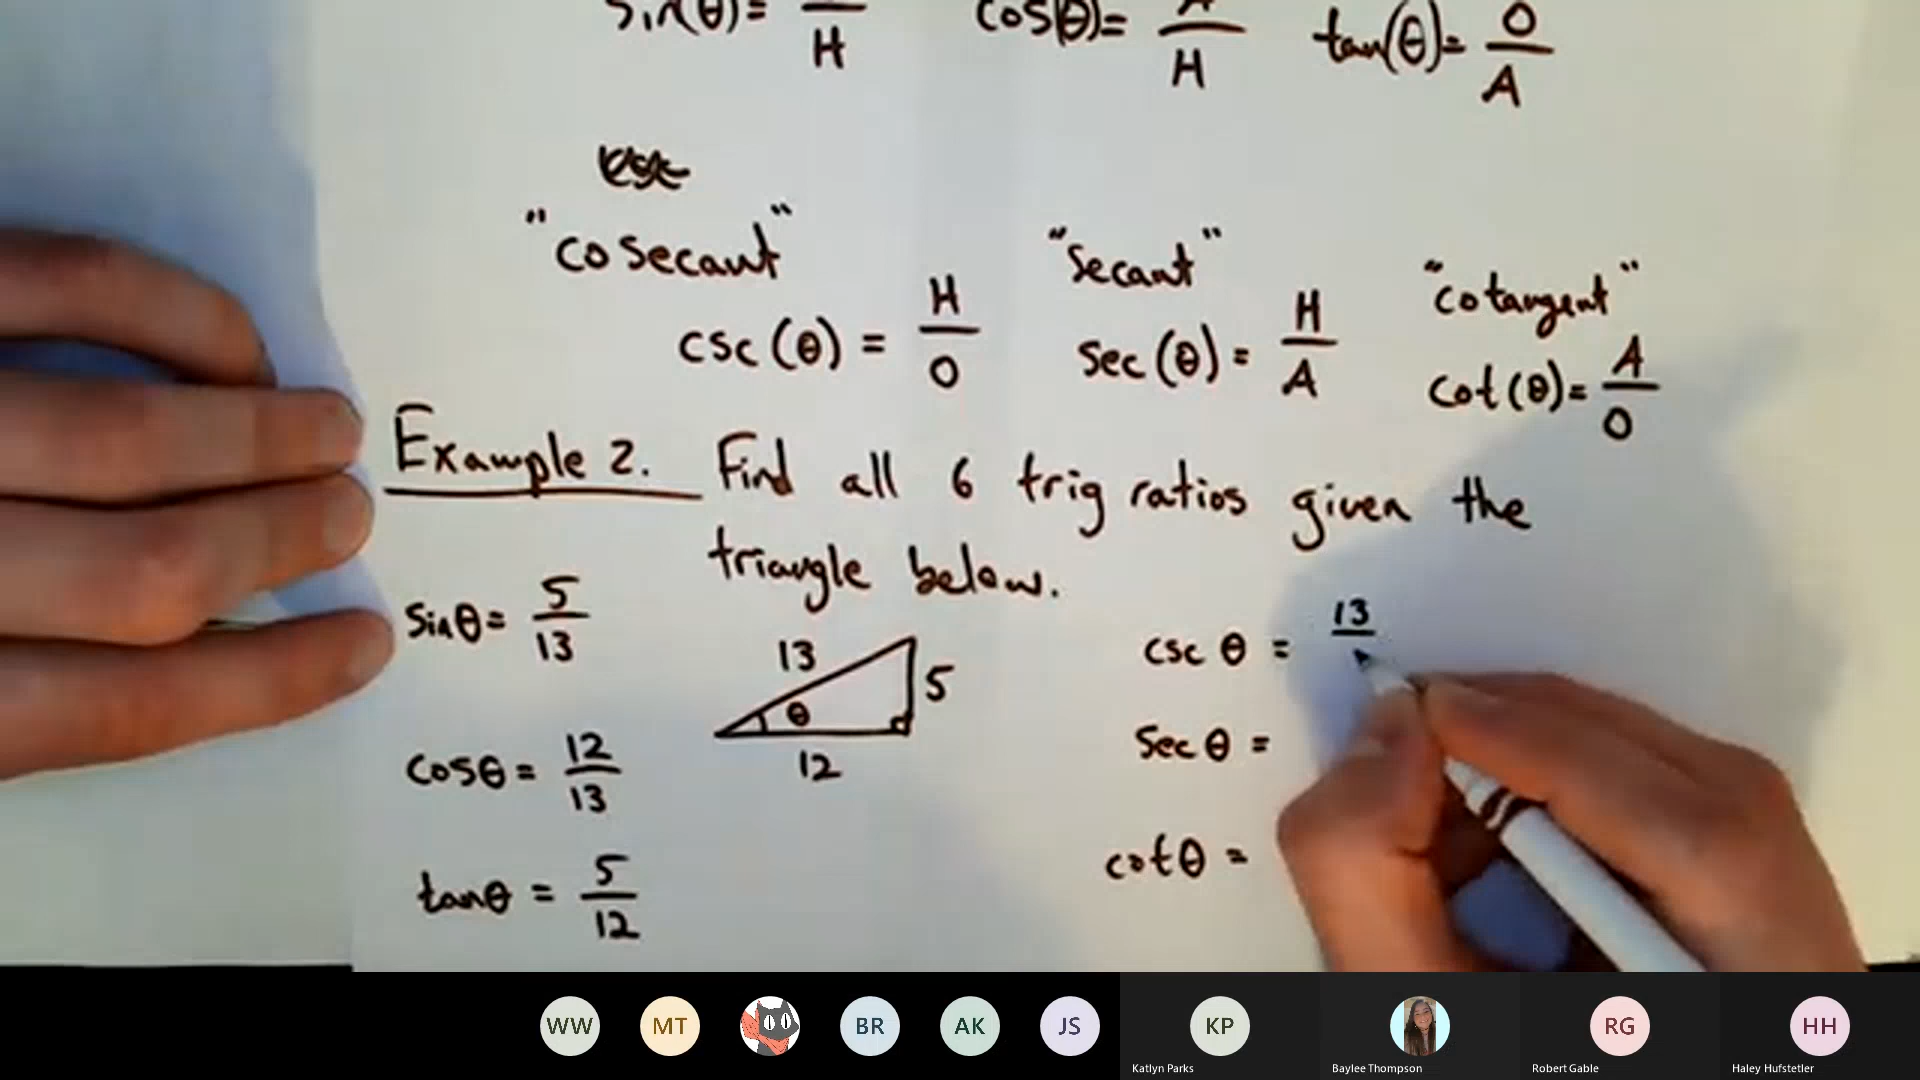 sin(θ)= /H cos(θ)= A/H tan(θ)= O/A
"cosecant" "secant" "cotangent"
csc(θ) = H/O sec(θ) = H/A cot(θ) = A/O
Example 2. Find all 6 trig ratios given the
triangle below.
sinθ = 5/13
13
5
θ
12
csc θ = 13/
cosθ = 12/13
sec θ =
tanθ = 5/12
cotθ =
WW MT BR AK JS KP RG HH
Katlyn Parks Baylee Thompson Robert Gable Haley Hufstetler